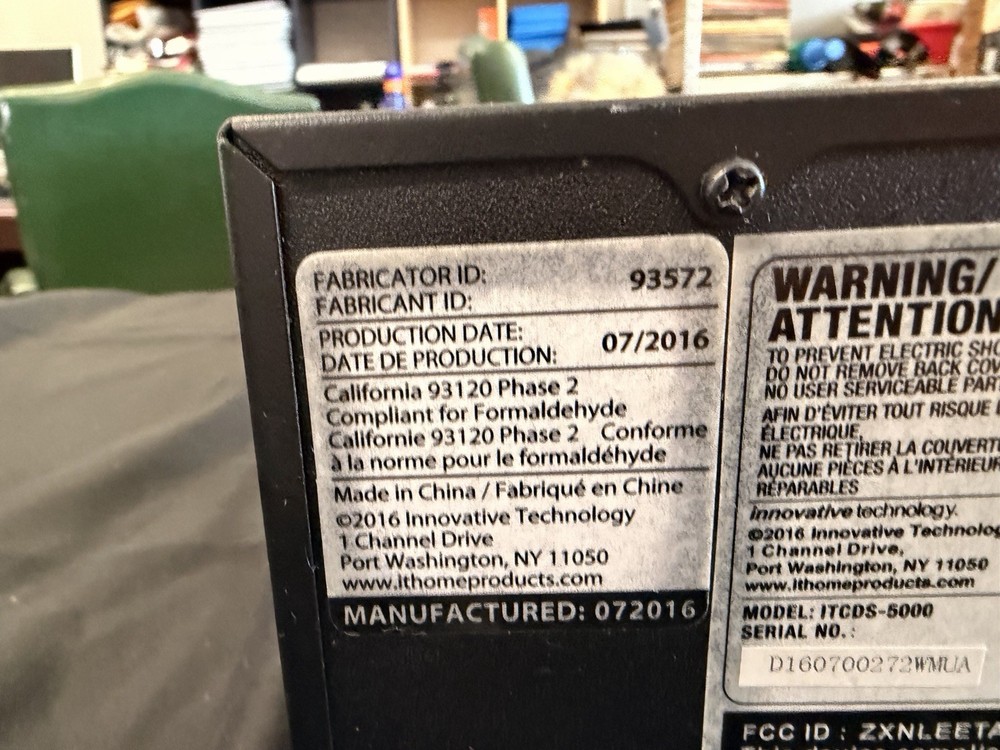 FABRICATOR ID: 93572
FABRICANT ID:
PRODUCTION DATE:
DATE DE PRODUCTION: 07/2016
California 93120 Phase 2
Compliant for Formaldehyde
Californie 93120 Phase 2 Conforme
à la norme pour le formaldéhyde
Made in China / Fabriqué en Chine
©2016 Innovative Technology
1 Channel Drive
Port Washington, NY 11050
www.ithomeproducts.com
MANUFACTURED: 072016
WARNING/
ATTENTION
TO PREVENT ELECTRIC
DO NOT REMOVE BACK
NO USER SERVICEABLE
AFIN D'ÉVITER TOUT RISQUE
ÉLECTRIQUE,
NE PAS RETIRER LA
AUCUNE PIÈCES À L'INTÉRIEUR
RÉPARABLES
innovative technology.
©2016 Innovative
1 Channel Drive,
Port Washington, NY 11050
www.ithomeproducts.com
MODEL: ITCDS-5000
SERIAL NO.:
D160700272WMUA
FCC ID :